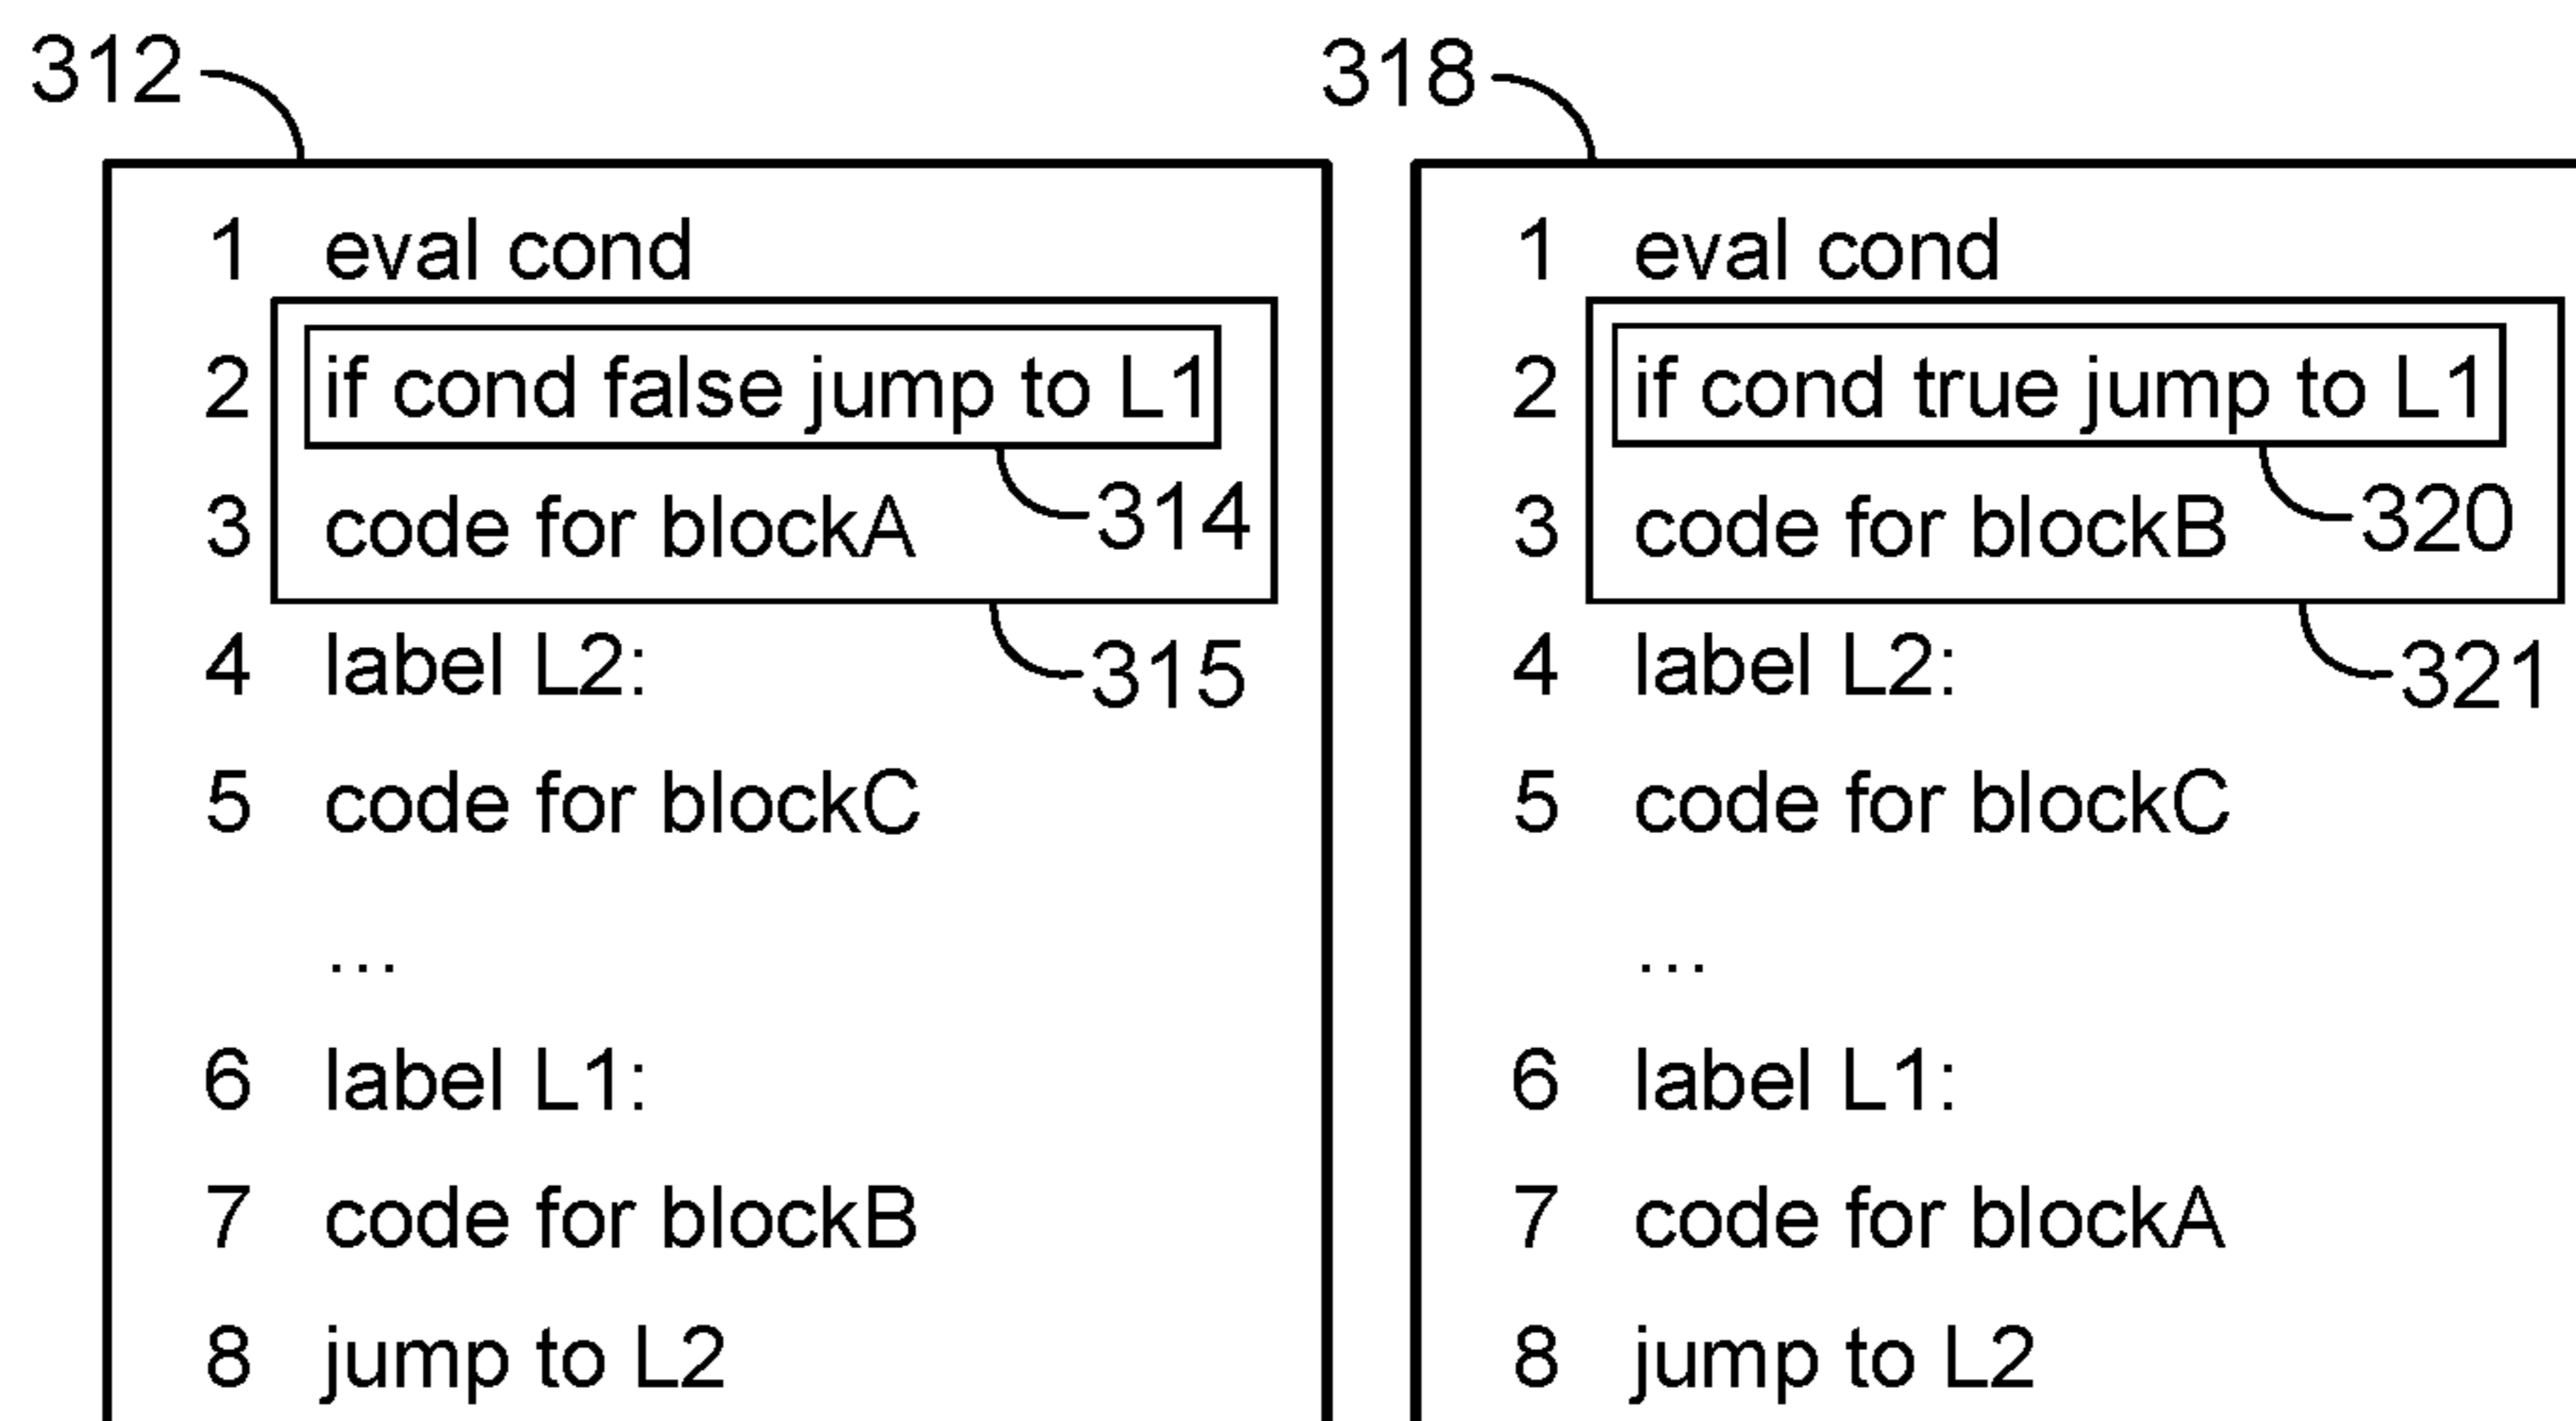 312
1 eval cond
2 if cond false jump to L1
314
3 code for blockA
4 label L2:
315
5 code for blockC
...
6 label L1:
7 code for blockB
8 jump to L2
318
1 eval cond
2 if cond true jump to L1
320
3 code for blockB
4 label L2:
321
5 code for blockC
...
6 label L1:
7 code for blockA
8 jump to L2